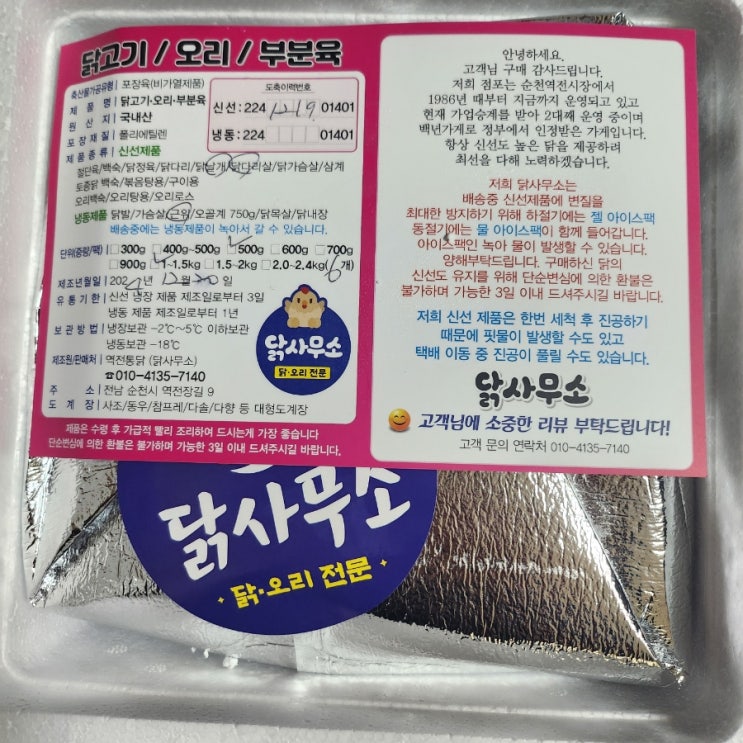 닭고기 / 오리 / 부분육
축산물가공유형 포장육(비가열제품)
제 품 명 닭고기·오리·부분육
원 산 지 국내산
포 장 재 질 폴리에틸렌
제 품 종 류 신선제품
도축이력번호
신선:224 1219 01401
냉동:224 01401
절단육/백숙/닭정육/닭다리/닭날개/닭다리살/닭가슴살/삼계
토종닭 백숙/볶음탕용/구이용
오리백숙/오리탕용/오리로스
냉동제품 닭발/가슴살/근위/오골계 750g/닭목살/닭내장
배송중에는 냉동제품이 녹아서 갈 수 있습니다.
단위(중량/팩) 300g 400g~500g 500g 600g 700g
900g 1~1.5kg 1.5~2kg 2.0~2.4kg(6개)
제조년월일 2024년 12월 20일
유 통 기 한 신선 냉장 제품 제조일로부터 3일
냉동 제품 제조일로부터 1년
보 관 방 법 냉장보관 -2℃~5℃ 이하보관
냉동보관 -18℃
제조원/판매처 역전통닭 (닭사무소)
☎010-4135-7140
주 소 전남 순천시 역전장길 9
도 계 장 사조/동우/참프레/다솔/다향 등 대형도계장
제품은 수령 후 가급적 빨리 조리하여 드시는게 가장 좋습니다
단순변심에 의한 환불은 불가하며 가능한 3일 이내 드셔주시길 바랍니다.
닭사무소
닭·오리 전문
안녕하세요.
고객님 구매 감사드립니다.
저희 점포는 순천역전시장에서
1986년 때부터 지금까지 운영되고 있고
현재 가업승계를 받아 2대째 운영 중이며
백년가게로 정부에서 인정받은 가게입니다.
항상 신선도 높은 닭을 제공하려
최선을 다해 노력하겠습니다.
저희 닭사무소는
배송중 신선제품에 변질을
최대한 방지하기 위해 하절기에는 젤 아이스팩
동절기에는 물 아이스팩이 함께 들어갑니다.
아이스팩인 녹아 물이 발생할 수 있습니다.
양해부탁드립니다. 구매하신 닭의
신선도 유지를 위해 단순변심에 의한 환불은
불가하며 가능한 3일 이내 드셔주시길 바랍니다.
저희 신선 제품은 한번 세척 후 진공하기
때문에 핏물이 발생할 수도 있고
택배 이동 중 진공이 풀릴 수도 있습니다.
닭사무소
고객님에 소중한 리뷰 부탁드립니다!
고객 문의 연락처 010-4135-7140
닭사무소
닭·오리 전문